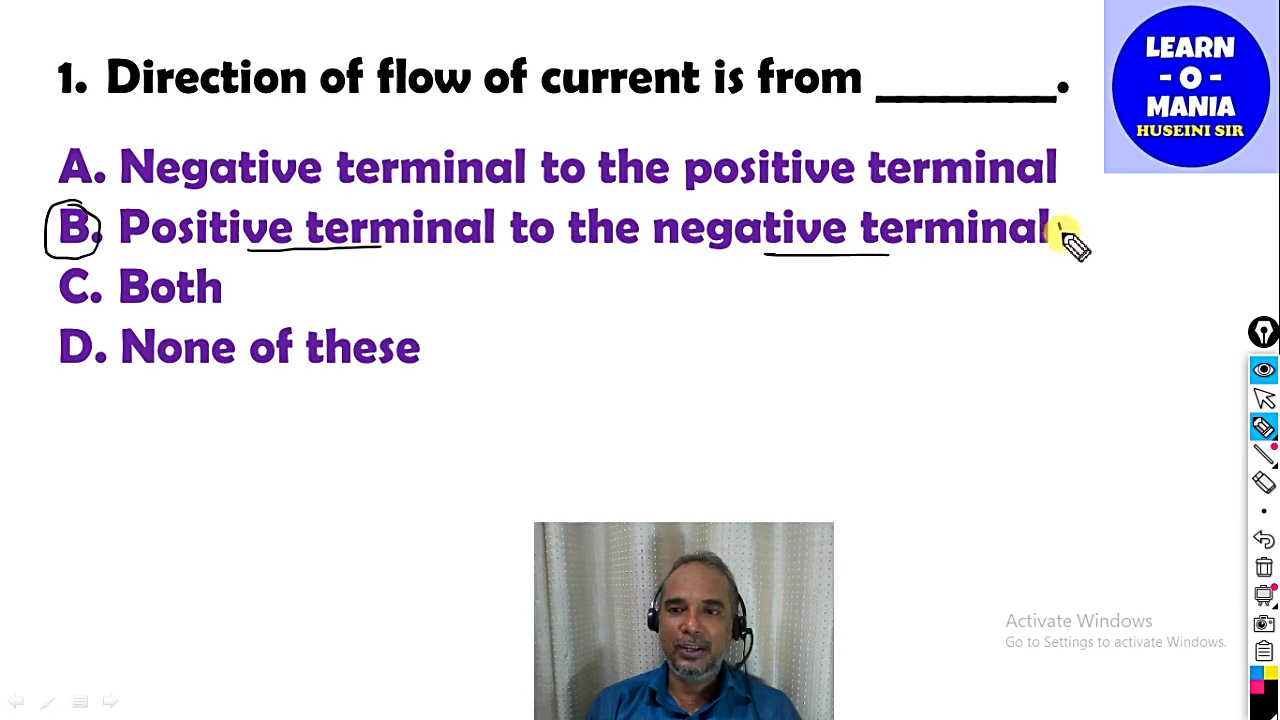 1. Direction of flow of current is from ________.
A. Negative terminal to the positive terminal
B. Positive terminal to the negative terminal
C. Both
D. None of these
LEARN
- O -
MANIA
HUSEINI SIR
Activate Windows
Go to Settings to activate Windows.